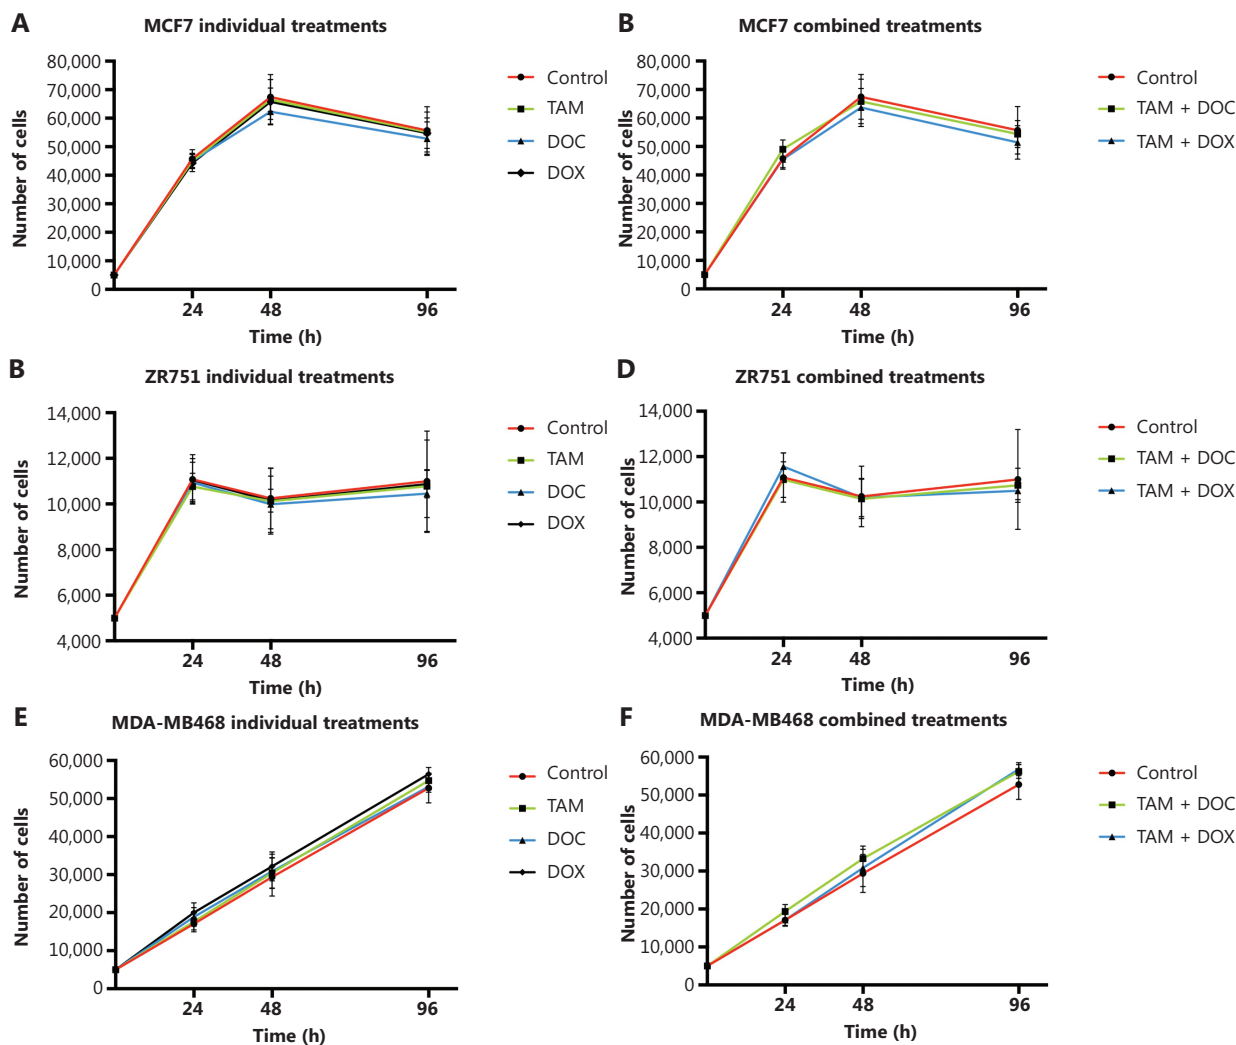 A
MCF7 individual treatments
80,000
70,000
60,000
50,000
40,000
30,000
20,000
10,000
0
Number of cells
24
48
96
Time (h)
Control
TAM
DOC
DOX
B
MCF7 combined treatments
80,000
70,000
60,000
50,000
40,000
30,000
20,000
10,000
0
Number of cells
24
48
96
Time (h)
Control
TAM + DOC
TAM + DOX
B
ZR751 individual treatments
14,000
12,000
10,000
8,000
6,000
4,000
Number of cells
24
48
96
Time (h)
Control
TAM
DOC
DOX
D
ZR751 combined treatments
14,000
12,000
10,000
8,000
6,000
4,000
Number of cells
24
48
96
Time (h)
Control
TAM + DOC
TAM + DOX
E
MDA-MB468 individual treatments
60,000
50,000
40,000
30,000
20,000
10,000
0
Number of cells
24
48
96
Time (h)
Control
TAM
DOC
DOX
F
MDA-MB468 combined treatments
60,000
50,000
40,000
30,000
20,000
10,000
0
Number of cells
24
48
96
Time (h)
Control
TAM + DOC
TAM + DOX